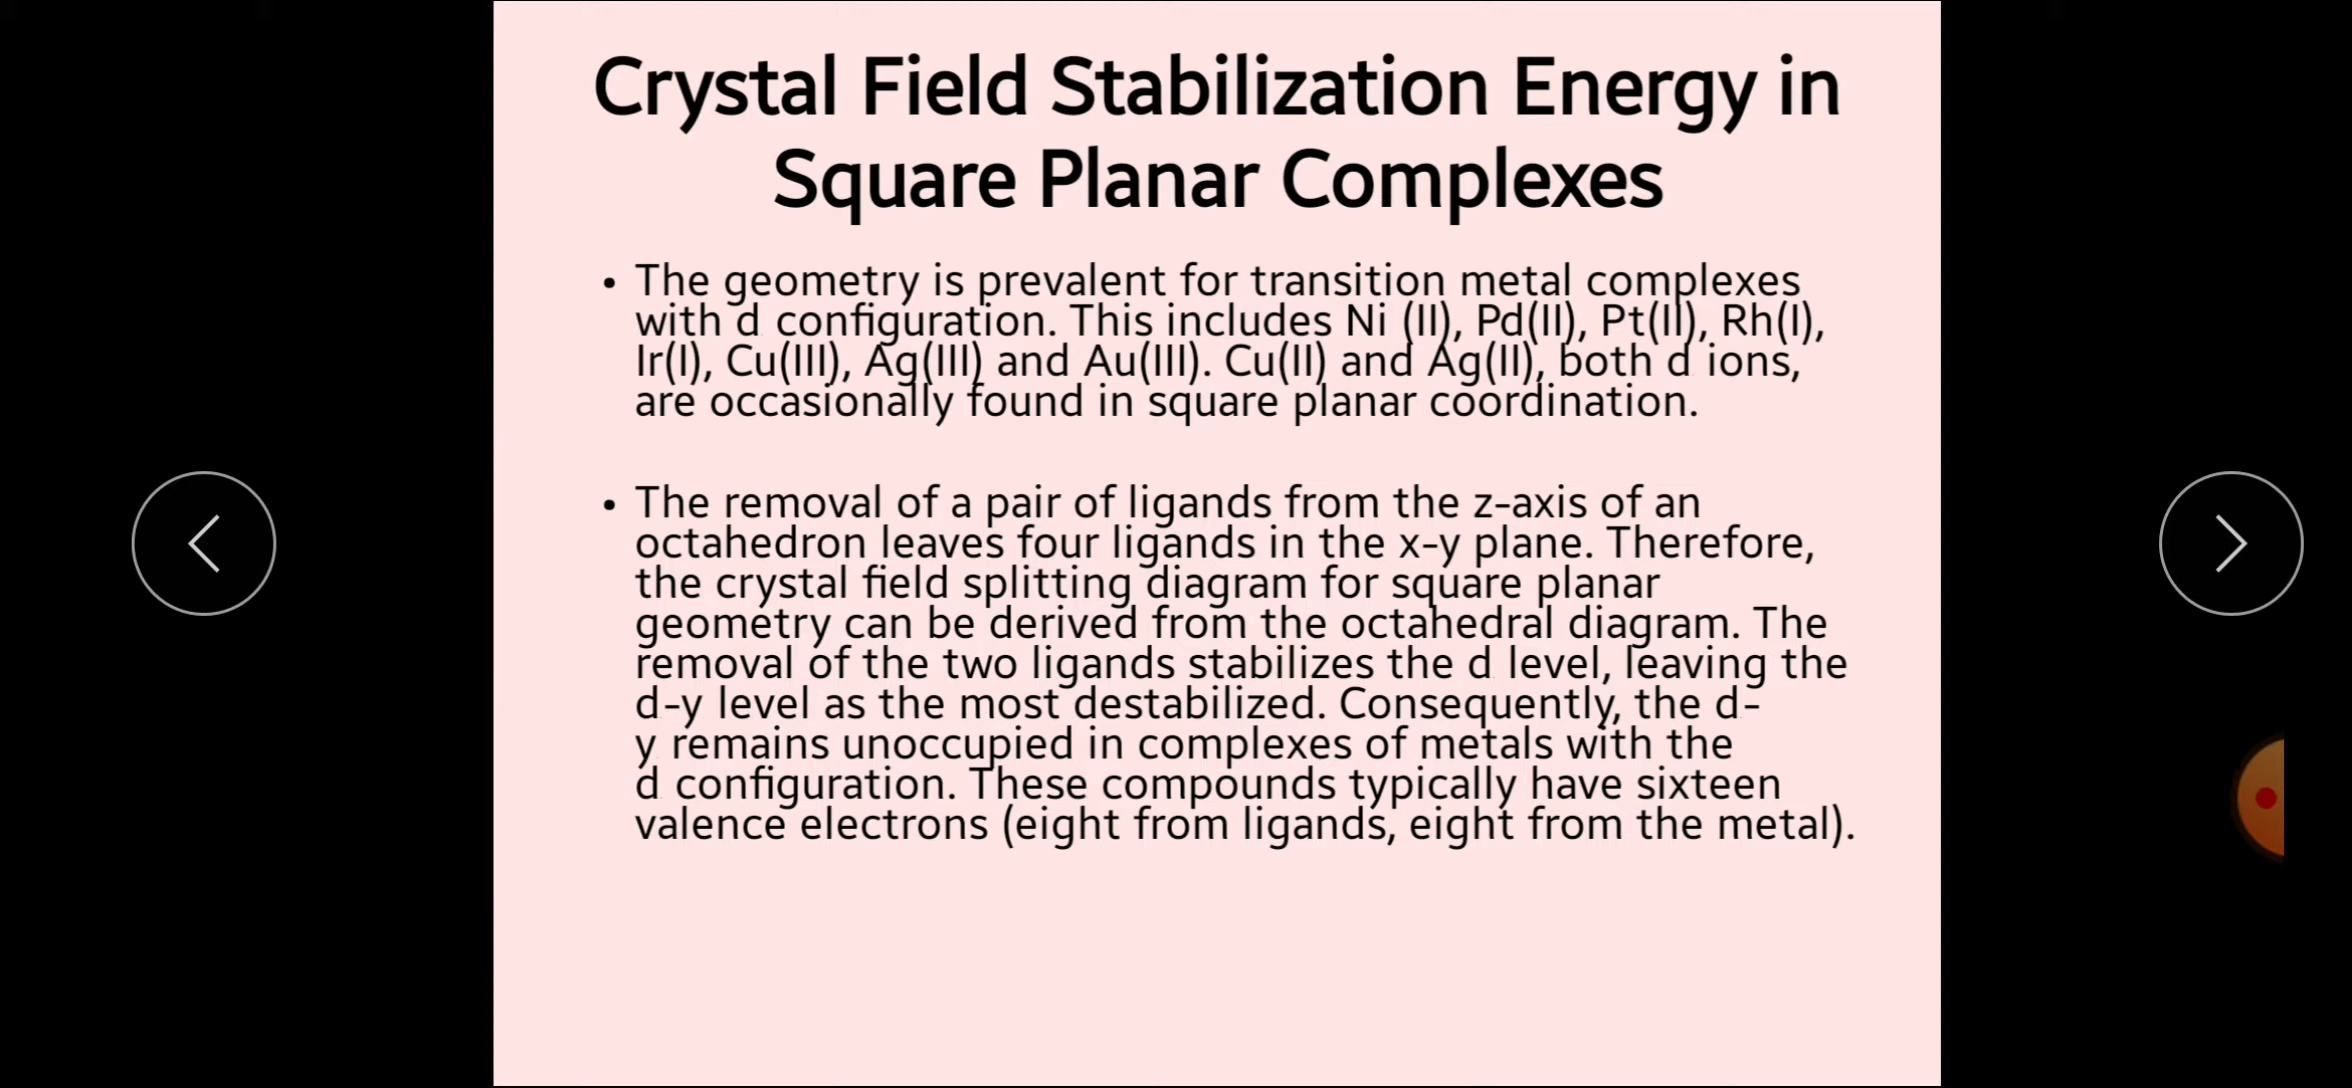 Crystal Field Stabilization Energy in
Square Planar Complexes
• The geometry is prevalent for transition metal complexes
with d configuration. This includes Ni (II), Pd(II), Pt(II), Rh(I),
Ir(I), Cu(III), Ag(III) and Au(III). Cu(II) and Ag(II), both d ions,
are occasionally found in square planar coordination.
• The removal of a pair of ligands from the z-axis of an
octahedron leaves four ligands in the x-y plane. Therefore,
the crystal field splitting diagram for square planar
geometry can be derived from the octahedral diagram. The
removal of the two ligands stabilizes the d level, leaving the
d-y level as the most destabilized. Consequently, the d-
y remains unoccupied in complexes of metals with the
d configuration. These compounds typically have sixteen
valence electrons (eight from ligands, eight from the metal).